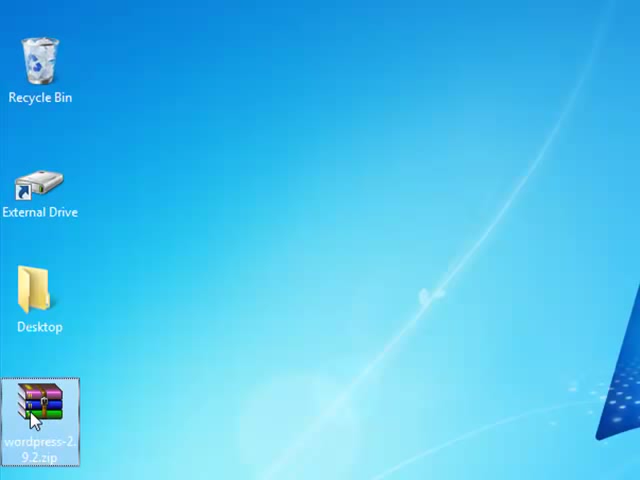 Recycle Bin
External Drive
Desktop
wordpress-2.
9.2.zip